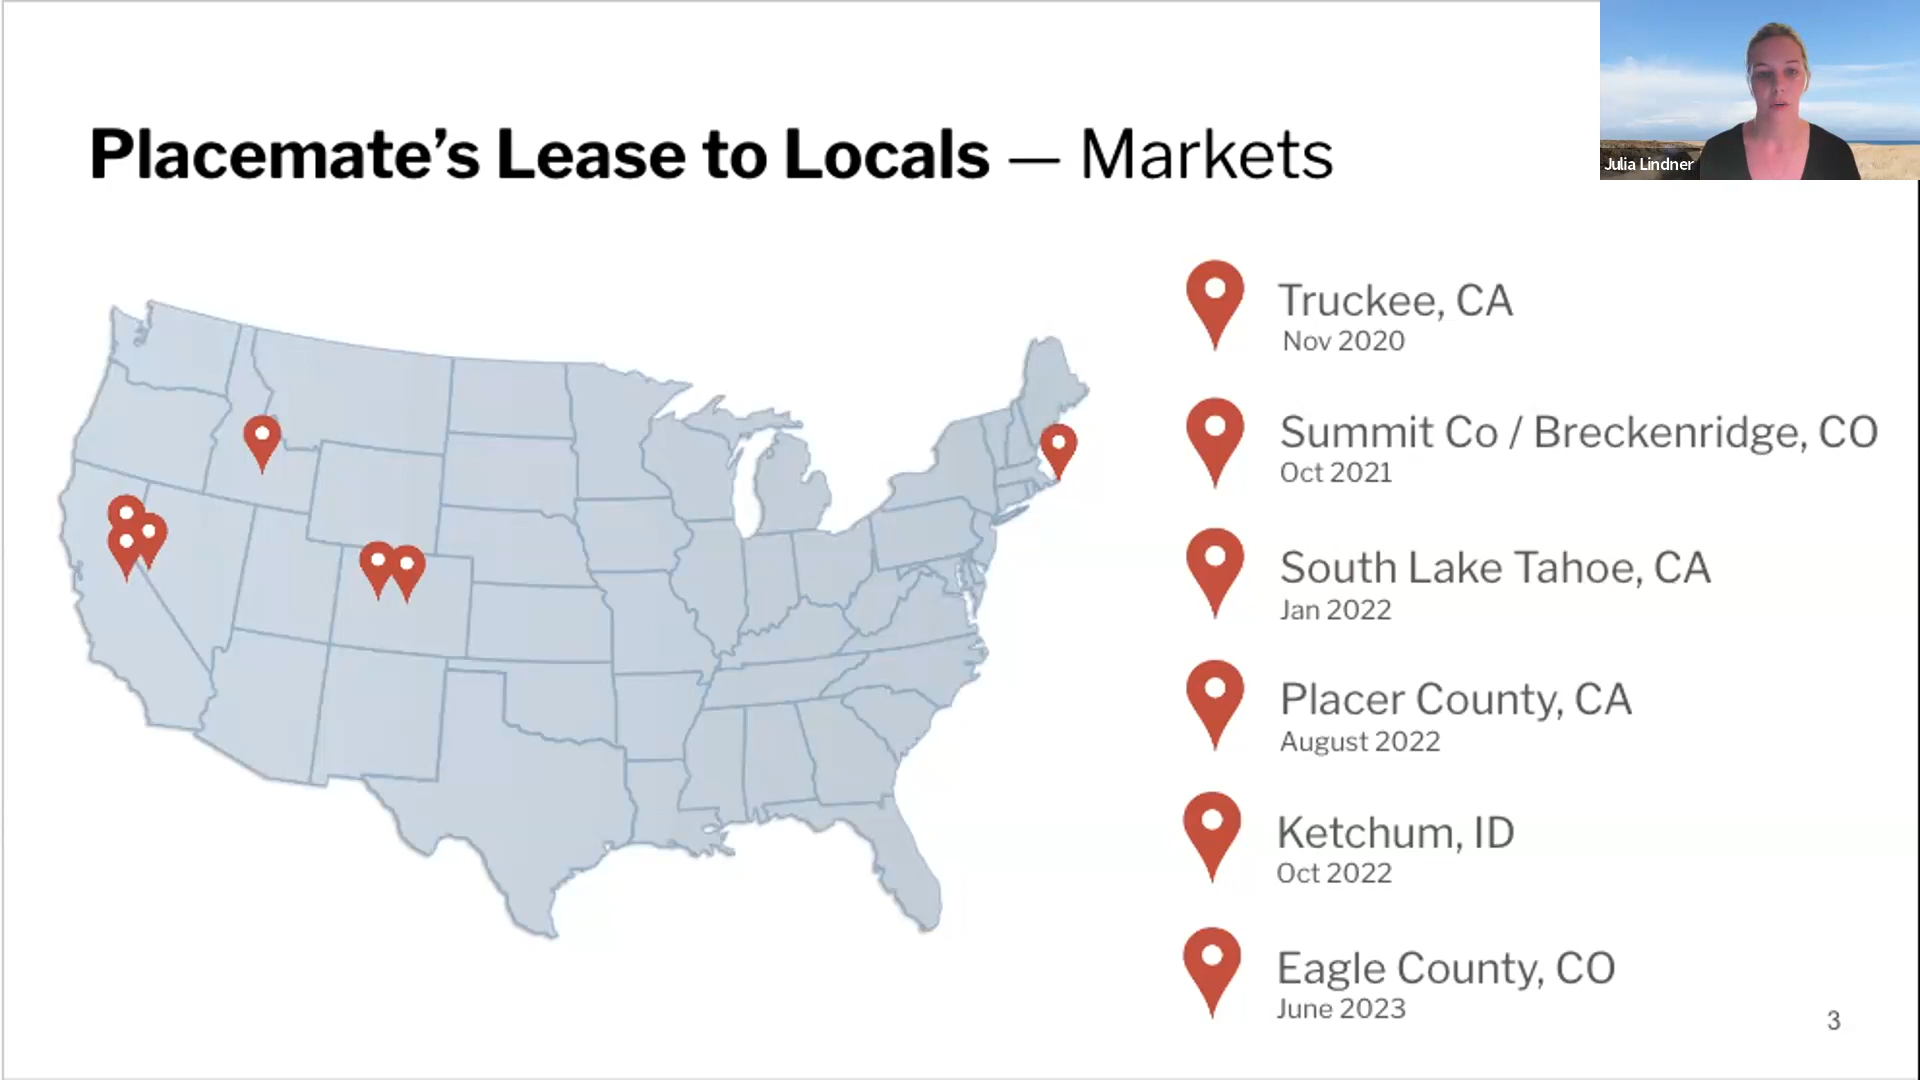 Placemate’s Lease to Locals — Markets
Julia Lindner
Truckee, CA
Nov 2020
Summit Co / Breckenridge, CO
Oct 2021
South Lake Tahoe, CA
Jan 2022
Placer County, CA
August 2022
Ketchum, ID
Oct 2022
Eagle County, CO
June 2023
3